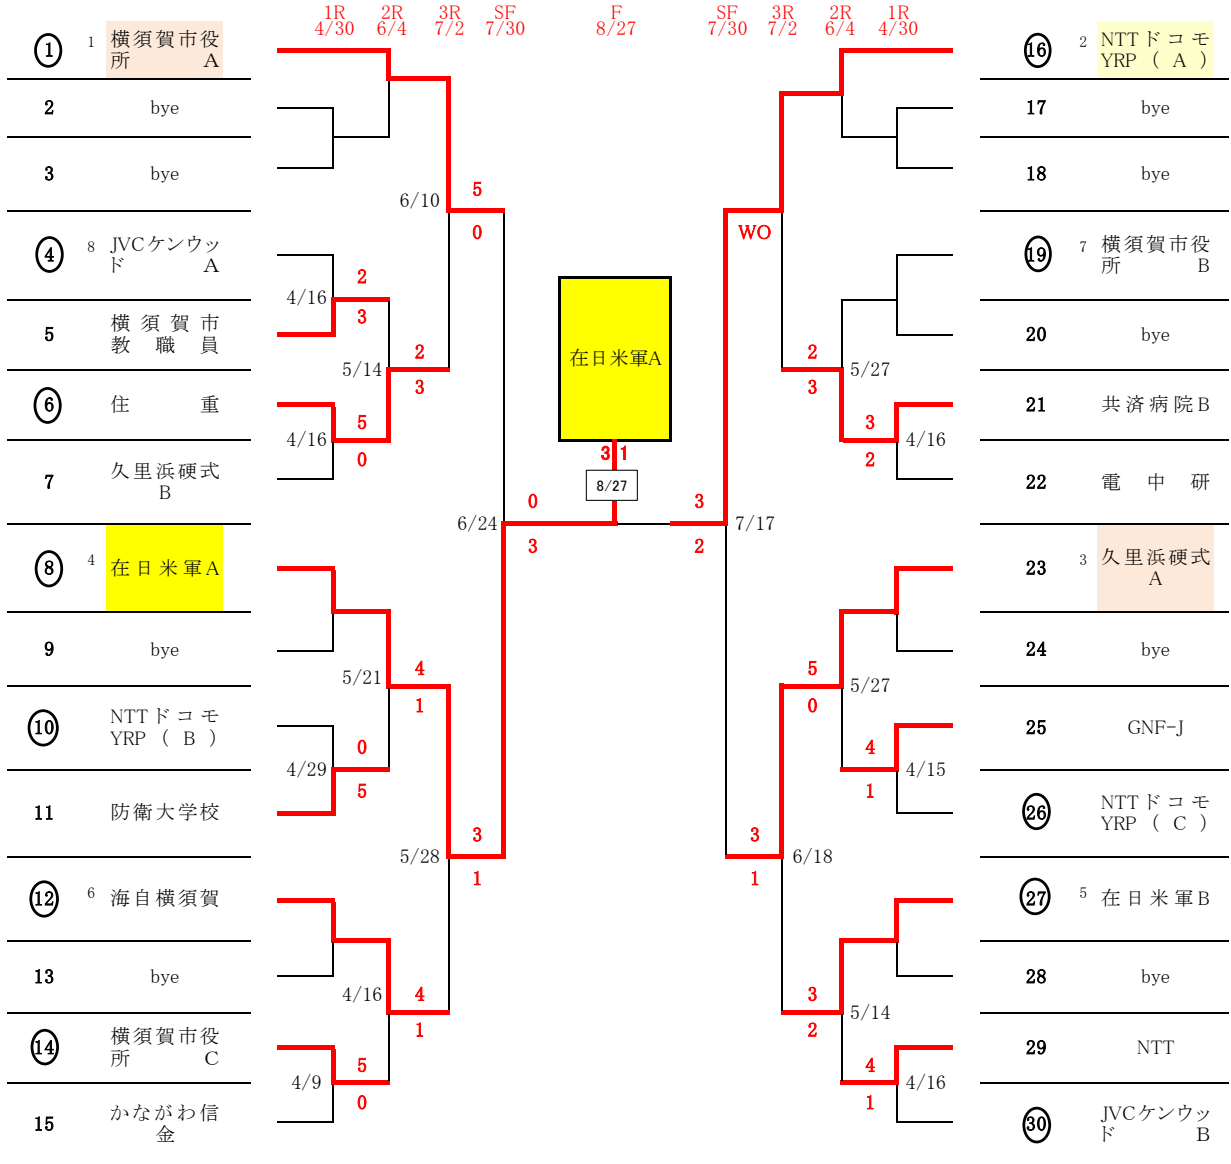 1R 2R 3R SF F SF 3R 2R 1R
4/30 6/4 7/2 7/30 8/27 7/30 7/2 6/4 4/30
1 1 横須賀市役
所 A
2 bye
3 bye
4 8 JVCケンウッ
ド A
5 横須賀市
教職員
6 住重
7 久里浜硬式
B
8 4 在日米軍A
9 bye
10 NTTドコモ
YRP（B）
11 防衛大学校
12 6 海自横須賀
13 bye
14 横須賀市役
所 C
15 かながわ信
金
6/10
5
0
4/16
2
3
5/14
2
3
4/16
5
0
6/24
0
3
5/21
4
1
4/29
0
5
5/28
3
1
4/16
4
1
4/9
5
0
在日米軍A
3 1
8/27
WO
2
3
5/27
3
2
4/16
3
2
7/17
5
0
5/27
4
1
4/15
3
1
6/18
3
2
5/14
4
1
4/16
16 2 NTTドコモ
YRP（A）
17 bye
18 bye
19 7 横須賀市役
所 B
20 bye
21 共済病院B
22 電中研
23 3 久里浜硬式
A
24 bye
25 GNF-J
26 NTTドコモ
YRP（C）
27 5 在日米軍B
28 bye
29 NTT
30 JVCケンウッ
ド B